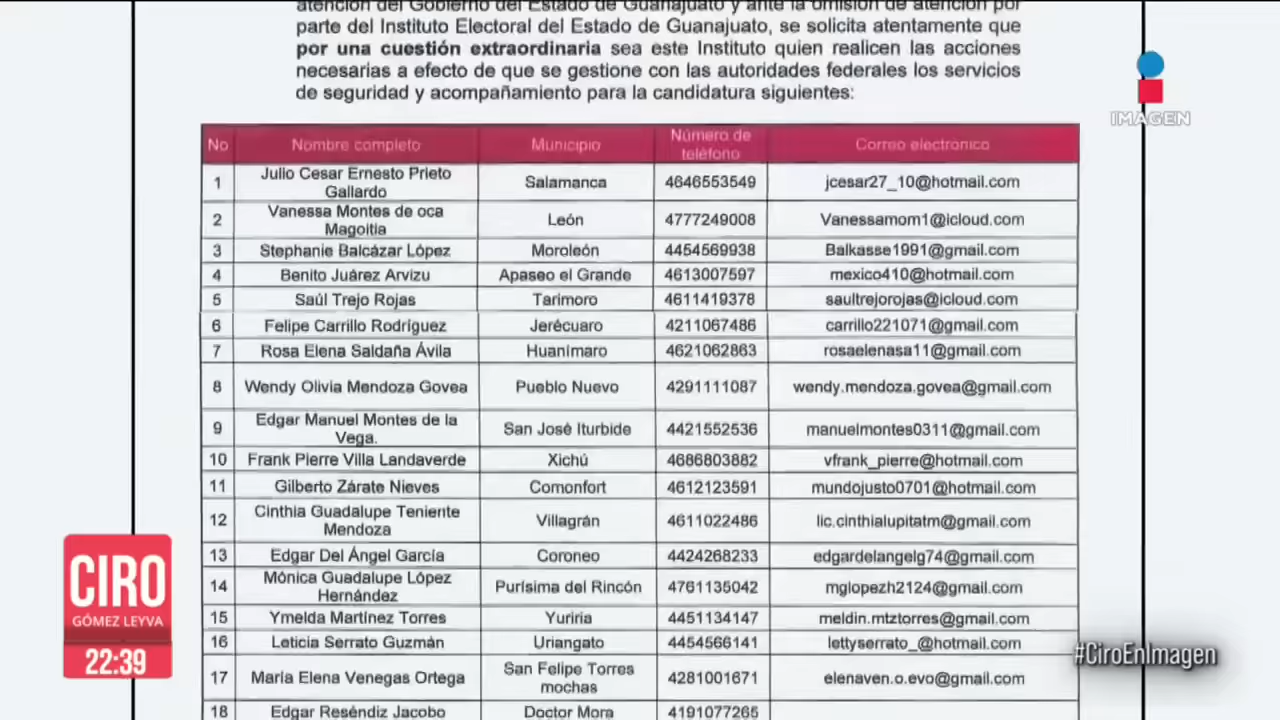 atención del Gobierno del Estado de Guanajuato y ante la omisión de atención por
parte del Instituto Electoral del Estado de Guanajuato, se solicita atentamente que
por una cuestión extraordinaria sea este Instituto quien realicen las acciones
necesarias a efecto de que se gestione con las autoridades federales los servicios
de seguridad y acompañamiento para la candidatura siguientes:
IMAGEN
No Nombre completo Municipio Número de teléfono Correo electrónico
1 Julio Cesar Ernesto Prieto Gallardo Salamanca 4646553549 jcesar27_10@hotmail.com
2 Vanessa Montes de oca Magoitia León 4777249008 Vanessamom1@icloud.com
3 Stephanie Balcázar López Moroleón 4454569938 Balkasse1991@gmail.com
4 Benito Juárez Arvizu Apaseo el Grande 4613007597 mexico410@hotmail.com
5 Saúl Trejo Rojas Tarimoro 4611419378 saultrejorojas@icloud.com
6 Felipe Carrillo Rodríguez Jerécuaro 4211067486 carrillo221071@gmail.com
7 Rosa Elena Saldaña Ávila Huanímaro 4621062863 rosaelenasa11@gmail.com
8 Wendy Olivia Mendoza Govea Pueblo Nuevo 4291111087 wendy.mendoza.govea@gmail.com
9 Edgar Manuel Montes de la Vega. San José Iturbide 4421552536 manuelmontes0311@gmail.com
10 Frank Pierre Villa Landaverde Xichú 4686803882 vfrank_pierre@hotmail.com
11 Gilberto Zárate Nieves Comonfort 4612123591 mundojusto0701@hotmail.com
12 Cinthia Guadalupe Teniente Mendoza Villagrán 4611022486 lic.cinthialupitatm@gmail.com
13 Edgar Del Ángel García Coroneo 4424268233 edgardelangelg74@gmail.com
14 Mónica Guadalupe López Hernández Purísima del Rincón 4761135042 mglopezh2124@gmail.com
15 Ymelda Martínez Torres Yuriria 4451134147 meldin.mtztorres@gmail.com
16 Leticia Serrato Guzmán Uriangato 4454566141 lettyserrato_@hotmail.com
17 María Elena Venegas Ortega San Felipe Torres mochas 4281001671 elenaven.o.evo@gmail.com
18 Edgar Reséndiz Jacobo Doctor Mora 4191077265
CIRO
GÓMEZ LEYVA
22:39
#CiroEnImagen